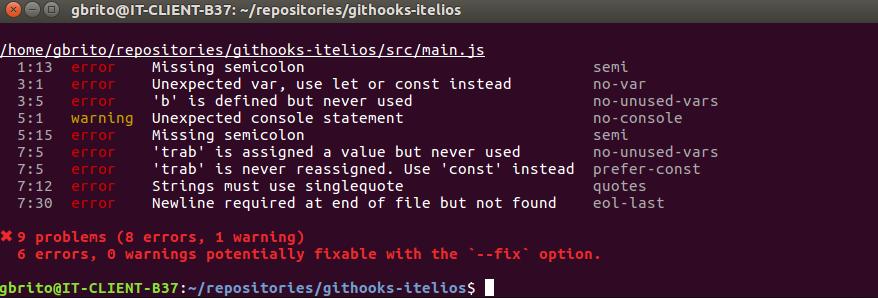 gbrito@IT-CLIENT-B37: ~/repositories/githooks-itelios
/home/gbrito/repositories/githooks-itelios/src/main.js
1:13 error Missing semicolon semi
3:1 error Unexpected var, use let or const instead no-var
3:5 error 'b' is defined but never used no-unused-vars
5:1 warning Unexpected console statement no-console
5:15 error Missing semicolon semi
7:5 error 'trab' is assigned a value but never used no-unused-vars
7:5 error 'trab' is never reassigned. Use 'const' instead prefer-const
7:12 error Strings must use singlequote quotes
7:30 error Newline required at end of file but not found eol-last
✖ 9 problems (8 errors, 1 warning)
6 errors, 0 warnings potentially fixable with the `--fix` option.
gbrito@IT-CLIENT-B37:~/repositories/githooks-itelios$